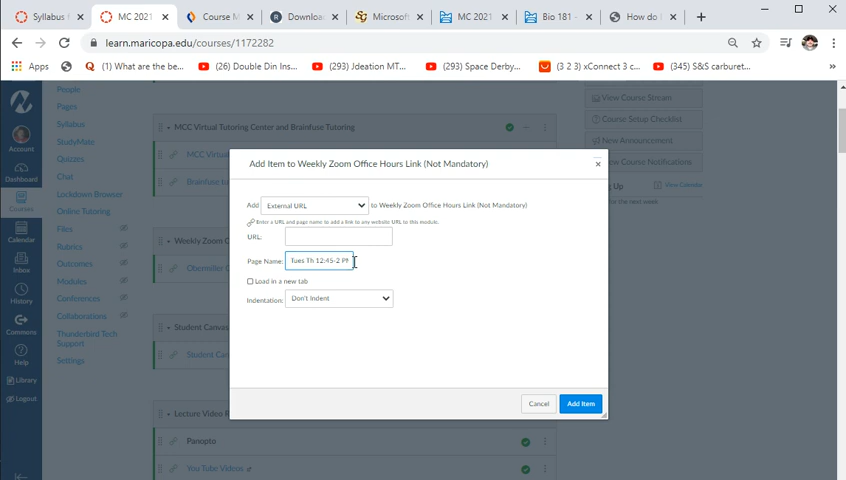 Syllabus
MC 2021
Course M
Downloa
Microsof
MC 2021
Bio 181 -
How do I
learn.maricopa.edu/courses/1172282
Apps
(1) What are the be...
(26) Double Din Ins...
(293) Jdeation MT...
(293) Space Derby...
(3 2 3) xConnect 3 c...
(345) S&S carburet...
Account
Dashboard
Courses
Calendar
Inbox
History
Commons
Help
Library
Logout
People
Pages
Syllabus
StudyMate
Quizzes
Chat
Lockdown Browser
Online Tutoring
Files
Rubrics
Outcomes
Modules
Conferences
Collaborations
Thunderbird Tech
Support
Settings
MCC Virtual Tutoring Center and Brainfuse Tutoring
MCC Virtu
Brainfuse
Weekly Zoom O
Obermiller
Student Canvas
Student Can
Lecture Video R
Panopto
YouTube Videos
View Course Stream
Course Setup Checklist
New Announcement
View Course Notifications
Up
View Calendar
the next week
Add Item to Weekly Zoom Office Hours Link (Not Mandatory)
Add
External URL
to Weekly Zoom Office Hours Link (Not Mandatory)
Enter a URL and page name to add a link to any website URL to this module.
URL:
Page Name:
Tues Th 12:45-2 PM
Load in a new tab
Indentation:
Don't Indent
Cancel
Add Item